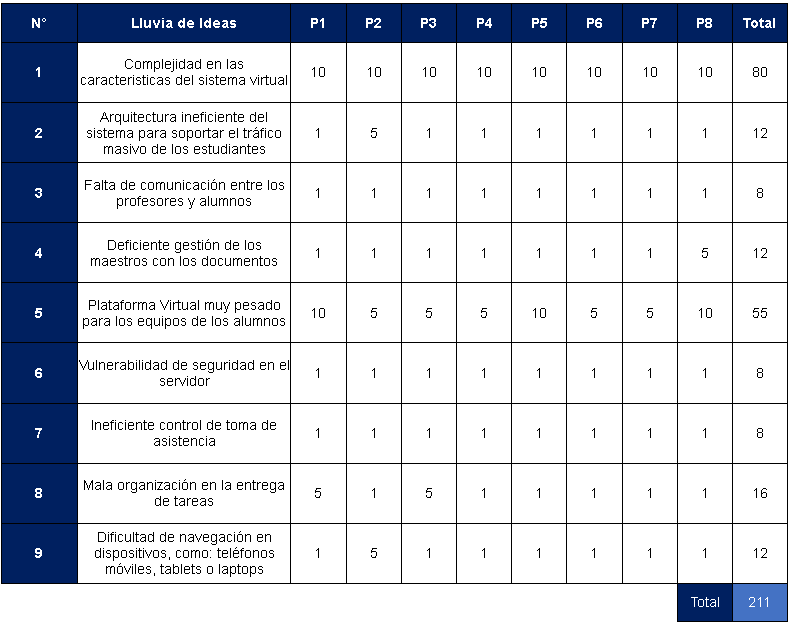 N° Lluvia de Ideas P1 P2 P3 P4 P5 P6 P7 P8 Total
1 Complejidad en las
caracteristicas del sistema virtual 10 10 10 10 10 10 10 10 80
2 Arquitectura ineficiente del
sistema para soportar el tráfico
masivo de los estudiantes 1 5 1 1 1 1 1 1 12
3 Falta de comunicación entre los
profesores y alumnos 1 1 1 1 1 1 1 1 8
4 Deficiente gestión de los
maestros con los documentos 1 1 1 1 1 1 1 5 12
5 Plataforma Virtual muy pesado
para los equipos de los alumnos 10 5 5 5 10 5 5 10 55
6 Vulnerabilidad de seguridad en el
servidor 1 1 1 1 1 1 1 1 8
7 Ineficiente control de toma de
asistencia 1 1 1 1 1 1 1 1 8
8 Mala organización en la entrega
de tareas 5 1 5 1 1 1 1 1 16
9 Dificultad de navegación en
dispositivos, como: teléfonos
móviles, tablets o laptops 1 5 1 1 1 1 1 1 12
Total 211